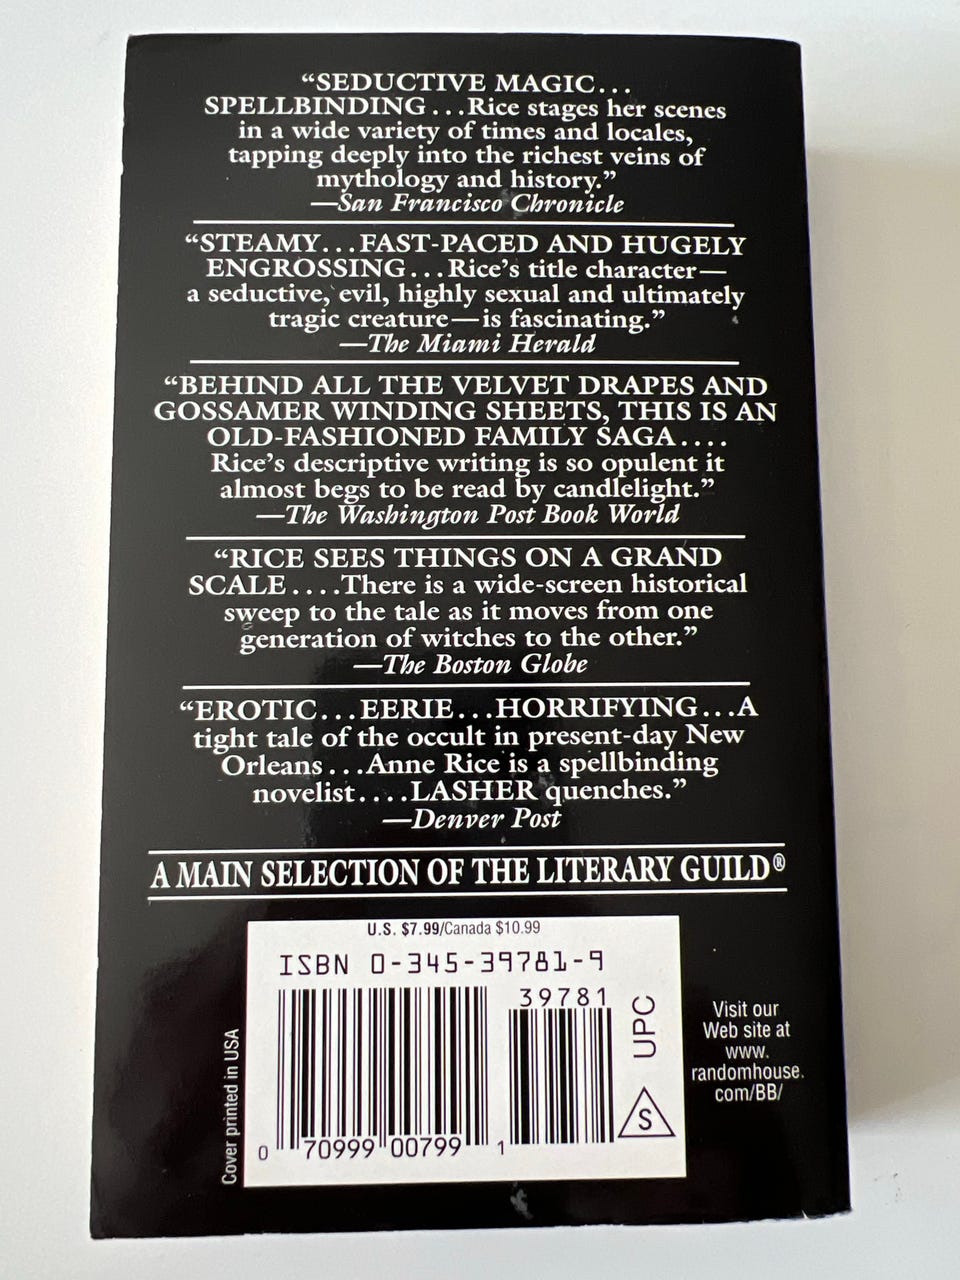 “SEDUCTIVE MAGIC...
SPELLBINDING...Rice stages her scenes
in a wide variety of times and locales,
tapping deeply into the richest veins of
mythology and history.”
—San Francisco Chronicle
“STEAMY...FAST-PACED AND HUGELY
ENGROSSING...Rice’s title character—
a seductive, evil, highly sexual and ultimately
tragic creature—is fascinating.”
—The Miami Herald
“BEHIND ALL THE VELVET DRAPES AND
GOSSAMER WINDING SHEETS, THIS IS AN
OLD-FASHIONED FAMILY SAGA....
Rice’s descriptive writing is so opulent it
almost begs to be read by candlelight.”
—The Washington Post Book World
“RICE SEES THINGS ON A GRAND
SCALE....There is a wide-screen historical
sweep to the tale as it moves from one
generation of witches to the other.”
—The Boston Globe
“EROTIC...EERIE...HORRIFYING...A
tight tale of the occult in present-day New
Orleans...Anne Rice is a spellbinding
novelist....LASHER quenches.”
—Denver Post
A MAIN SELECTION OF THE LITERARY GUILD®
U.S. $7.99/Canada $10.99
ISBN 0-345-39781-9
39781
0 70999 00799 1
UPC
S
Cover printed in USA
Visit our
Web site at
www.
randomhouse.
com/BB/